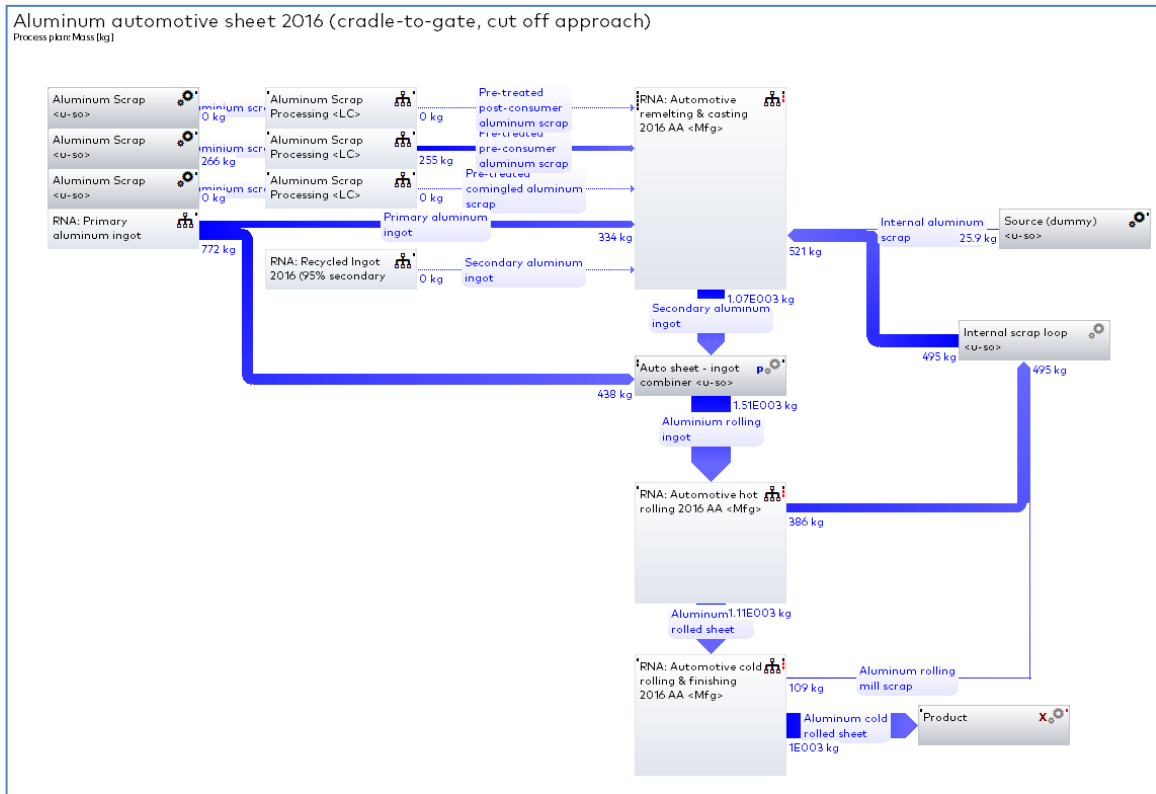 Aluminum automotive sheet 2016 (cradle-to-gate, cut off approach)
Process plan: Mass [kg]
Aluminum Scrap
<u-so>
0 kg
Aluminum Scrap
Processing <LC>
0 kg
Pre-treated
post-consumer
aluminum scrap
Aluminum Scrap
<u-so>
266 kg
Aluminum Scrap
Processing <LC>
255 kg
Pre-treated
pre-consumer
aluminum scrap
Aluminum Scrap
<u-so>
0 kg
Aluminum Scrap
Processing <LC>
0 kg
Pre-treated
comingled aluminum
scrap
RNA: Primary
aluminum ingot
772 kg
Primary aluminum
ingot
334 kg
RNA: Recycled Ingot
2016 (95% secondary
0 kg
Secondary aluminum
ingot
RNA: Automotive
remelting & casting
2016 AA <Mfg>
Internal aluminum
scrap
25.9 kg
Source (dummy)
<u-so>
521 kg
1.07E003 kg
Secondary aluminum
ingot
Internal scrap loop
<u-so>
495 kg
495 kg
Auto sheet - ingot
combiner <u-so>
p
438 kg
1.51E003 kg
Aluminium rolling
ingot
RNA: Automotive hot
rolling 2016 AA <Mfg>
386 kg
1.11E003 kg
Aluminum
rolled sheet
RNA: Automotive cold
rolling & finishing
2016 AA <Mfg>
109 kg
Aluminum rolling
mill scrap
Aluminum cold
rolled sheet
1E003 kg
Product
X